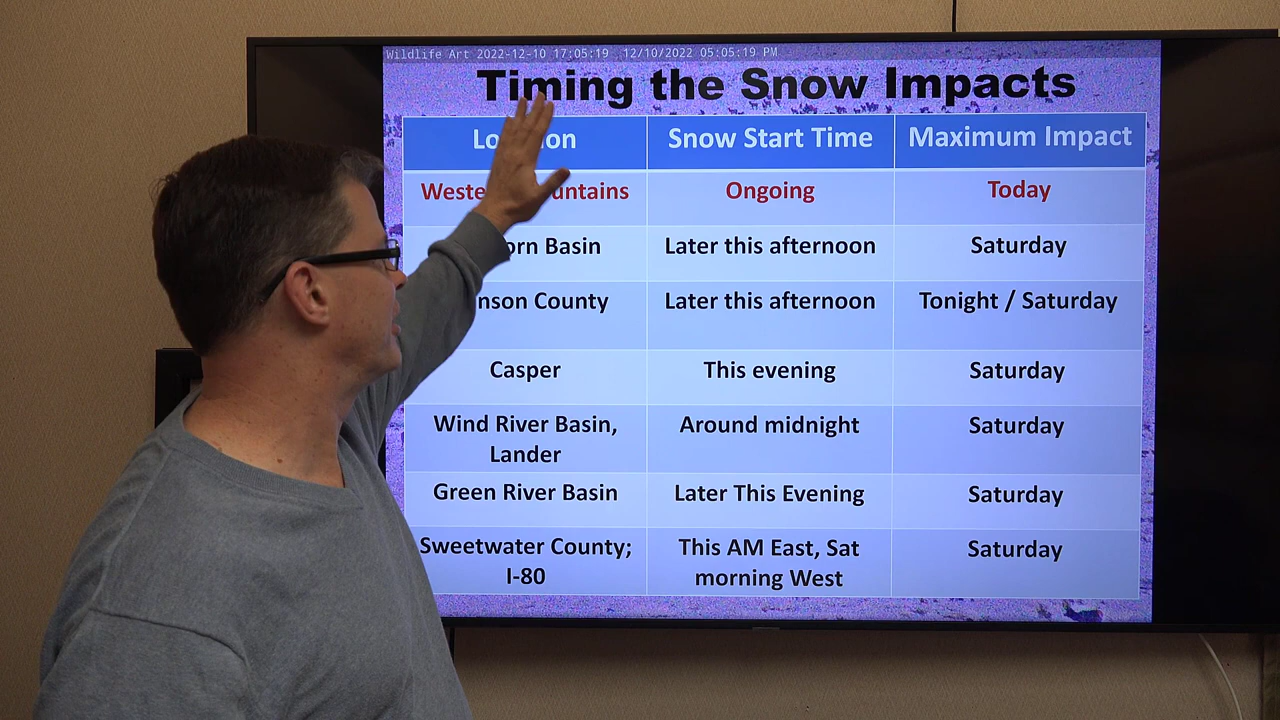 Wildlife Art 2022-12-10 17:05:19 12/10/2022 05:05:19 PM
Timing the Snow Impacts
Snow Start Time Maximum Impact
Ongoing Today
Basin Later this afternoon Saturday
County Later this afternoon Tonight / Saturday
Casper This evening Saturday
Wind River Basin,
Lander
Around midnight Saturday
Green River Basin Later This Evening Saturday
Sweetwater County;
I-80
This AM East, Sat
morning West
Saturday